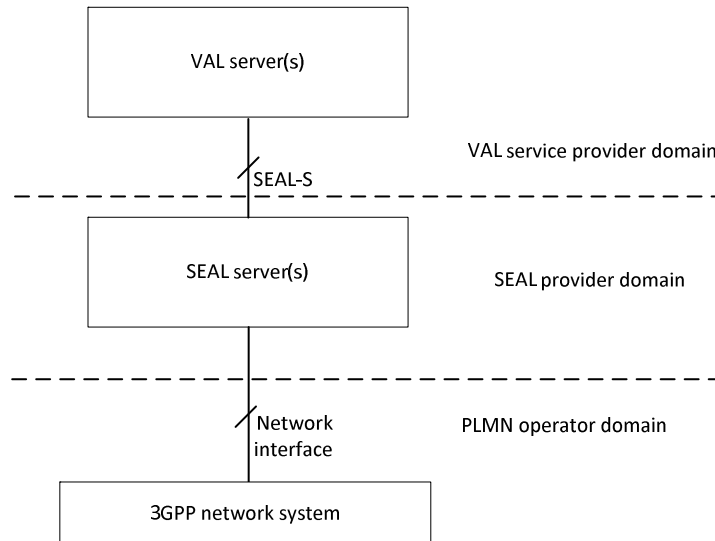 VAL server(s)
VAL service provider domain
SEAL-S
SEAL server(s)
SEAL provider domain
Network
interface
PLMN operator domain
3GPP network system